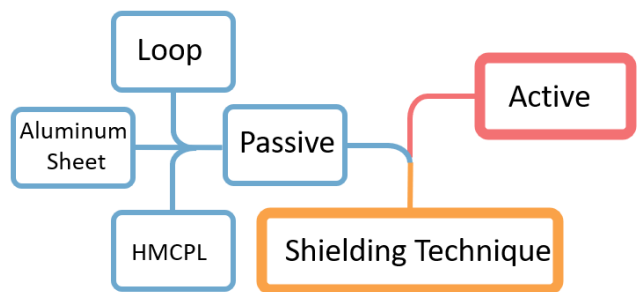 Loop
Active
Aluminum
Sheet
Passive
HMCPL
Shielding Technique